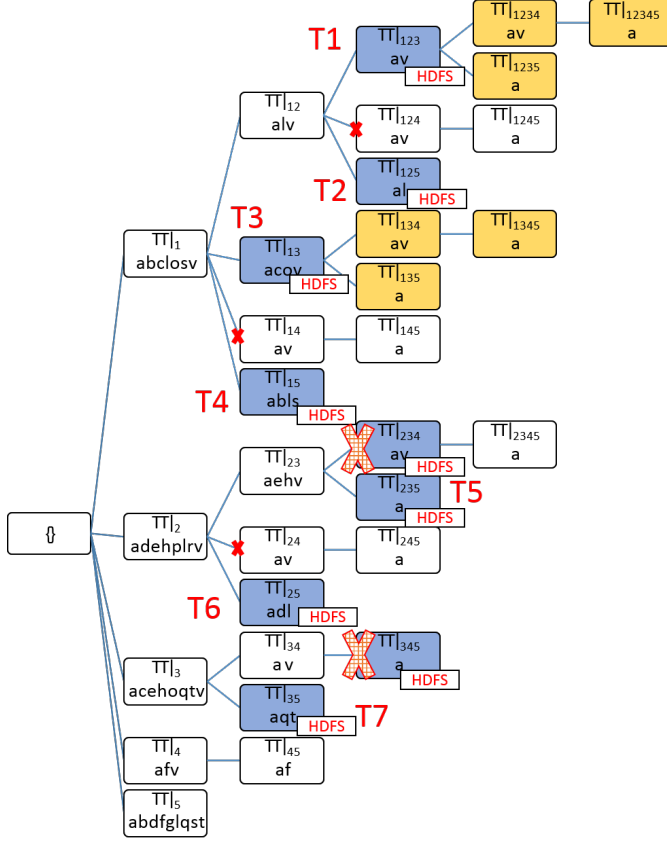 T1
TT|123
av
HDFS
TT|1234
av
TT|12345
a
TT|1235
a
TT|12
alv
TT|124
av
TT|1245
a
T2
TT|125
al
HDFS
T3
TT|1
abclosv
TT|13
acov
HDFS
TT|134
av
TT|1345
a
TT|135
a
TT|14
av
TT|145
a
T4
TT|15
abls
HDFS
TT|23
aehv
TT|234
av
HDFS
TT|2345
a
TT|235
a
HDFS
T5
{}
TT|2
adehplrv
TT|24
av
TT|245
a
T6
TT|25
adl
HDFS
TT|3
acehoqtv
TT|34
av
TT|345
a
HDFS
TT|35
aqt
HDFS
T7
TT|4
afv
TT|45
af
TT|5
abdfglqst